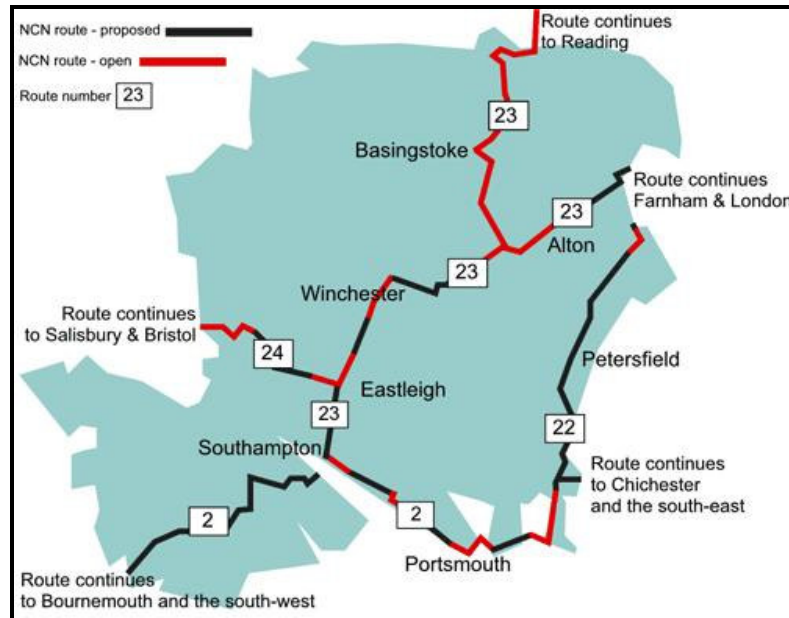 NCN route - proposed
NCN route - open
Route number 23
Route continues
to Reading
23
Basingstoke
Route continues
Farnham & London
23
Alton
23
Winchester
Route continues
to Salisbury & Bristol
24
Petersfield
Eastleigh
23
22
Southampton
Route continues
to Chichester
and the south-east
2
2
Portsmouth
Route continues
to Bournemouth and the south-west